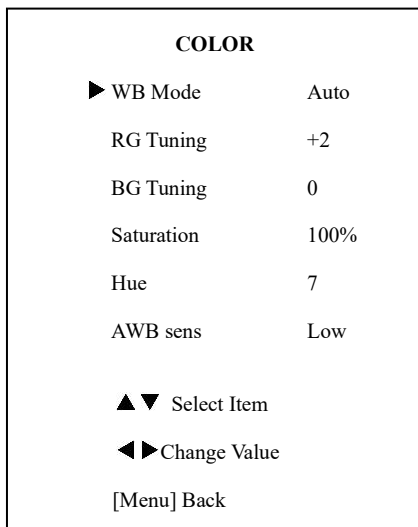 COLOR
▶ WB Mode Auto
RG Tuning +2
BG Tuning 0
Saturation 100%
Hue 7
AWB sens Low
▲▼ Select Item
◀▶Change Value
[Menu] Back